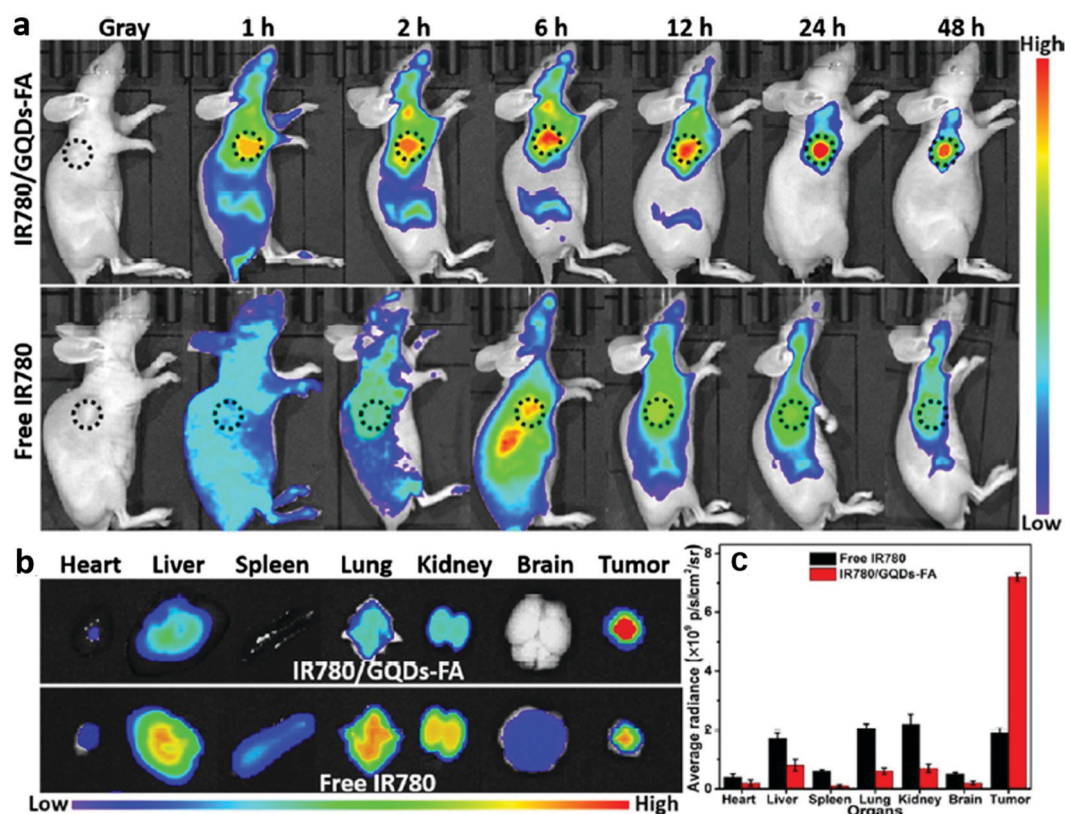 a
Gray 1 h 2 h 6 h 12 h 24 h 48 h
High
IR780/GQDs-FA
Free IR780
Low
b
Heart Liver Spleen Lung Kidney Brain Tumor
IR780/GQDs-FA
Free IR780
Low High
c
Free IR780
IR780/GQDs-FA
Average radiance (×10⁹ p/s/cm²/sr)
8
6
4
2
0
Heart Liver Spleen Lung Kidney Brain Tumor
Organs